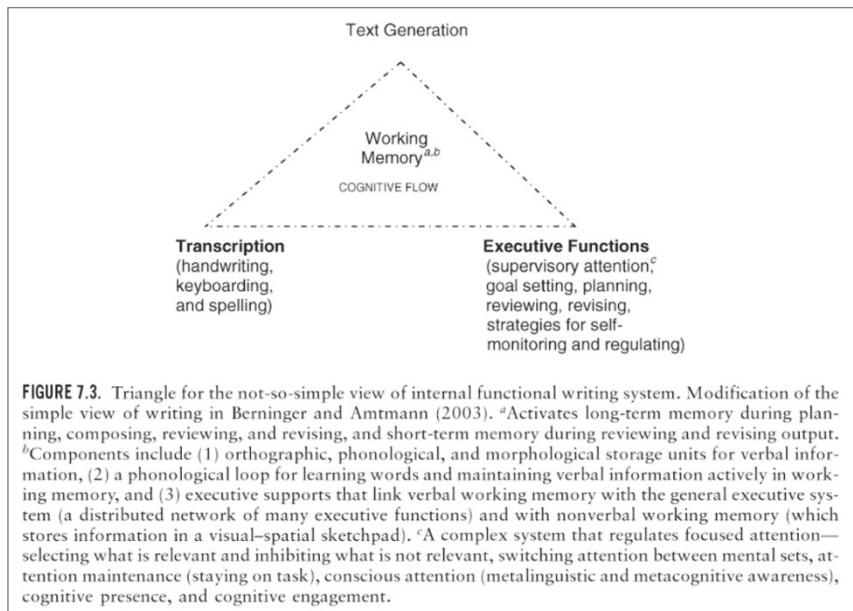 Text Generation
Working
Memory^a,b
COGNITIVE FLOW
Transcription
(handwriting,
keyboarding,
and spelling)
Executive Functions
(supervisory attention,^c
goal setting, planning,
reviewing, revising,
strategies for self-
monitoring and regulating)
FIGURE 7.3. Triangle for the not-so-simple view of internal functional writing system. Modification of the
simple view of writing in Berninger and Amtmann (2003). ^aActivates long-term memory during plan-
ning, composing, reviewing, and revising, and short-term memory during reviewing and revising output.
^bComponents include (1) orthographic, phonological, and morphological storage units for verbal infor-
mation, (2) a phonological loop for learning words and maintaining verbal information actively in work-
ing memory, and (3) executive supports that link verbal working memory with the general executive sys-
tem (a distributed network of many executive functions) and with nonverbal working memory (which
stores information in a visual–spatial sketchpad). ^cA complex system that regulates focused attention—
selecting what is relevant and inhibiting what is not relevant, switching attention between mental sets, at-
tention maintenance (staying on task), conscious attention (metalinguistic and metacognitive awareness),
cognitive presence, and cognitive engagement.